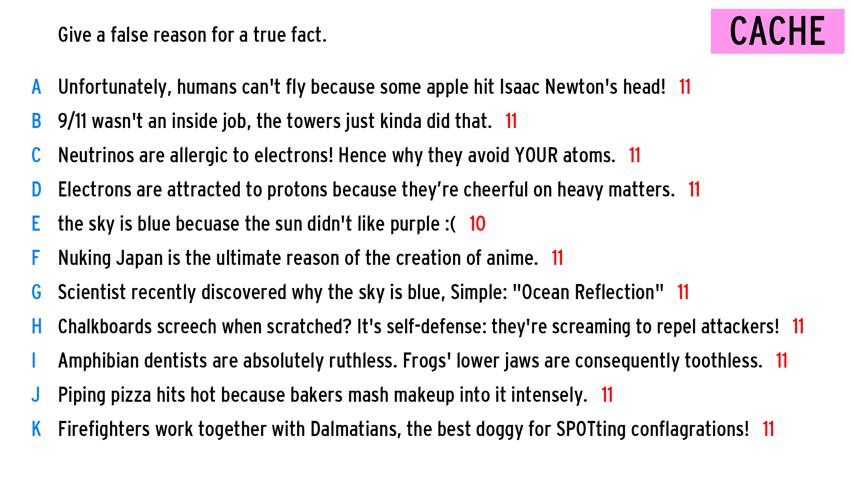 Give a false reason for a true fact.
CACHE
A Unfortunately, humans can't fly because some apple hit Isaac Newton's head! 11
B 9/11 wasn't an inside job, the towers just kinda did that. 11
C Neutrinos are allergic to electrons! Hence why they avoid YOUR atoms. 11
D Electrons are attracted to protons because they’re cheerful on heavy matters. 11
E the sky is blue becuase the sun didn't like purple :( 10
F Nuking Japan is the ultimate reason of the creation of anime. 11
G Scientist recently discovered why the sky is blue, Simple: "Ocean Reflection" 11
H Chalkboards screech when scratched? It's self-defense: they're screaming to repel attackers! 11
I Amphibian dentists are absolutely ruthless. Frogs' lower jaws are consequently toothless. 11
J Piping pizza hits hot because bakers mash makeup into it intensely. 11
K Firefighters work together with Dalmatians, the best doggy for SPOTting conflagrations! 11